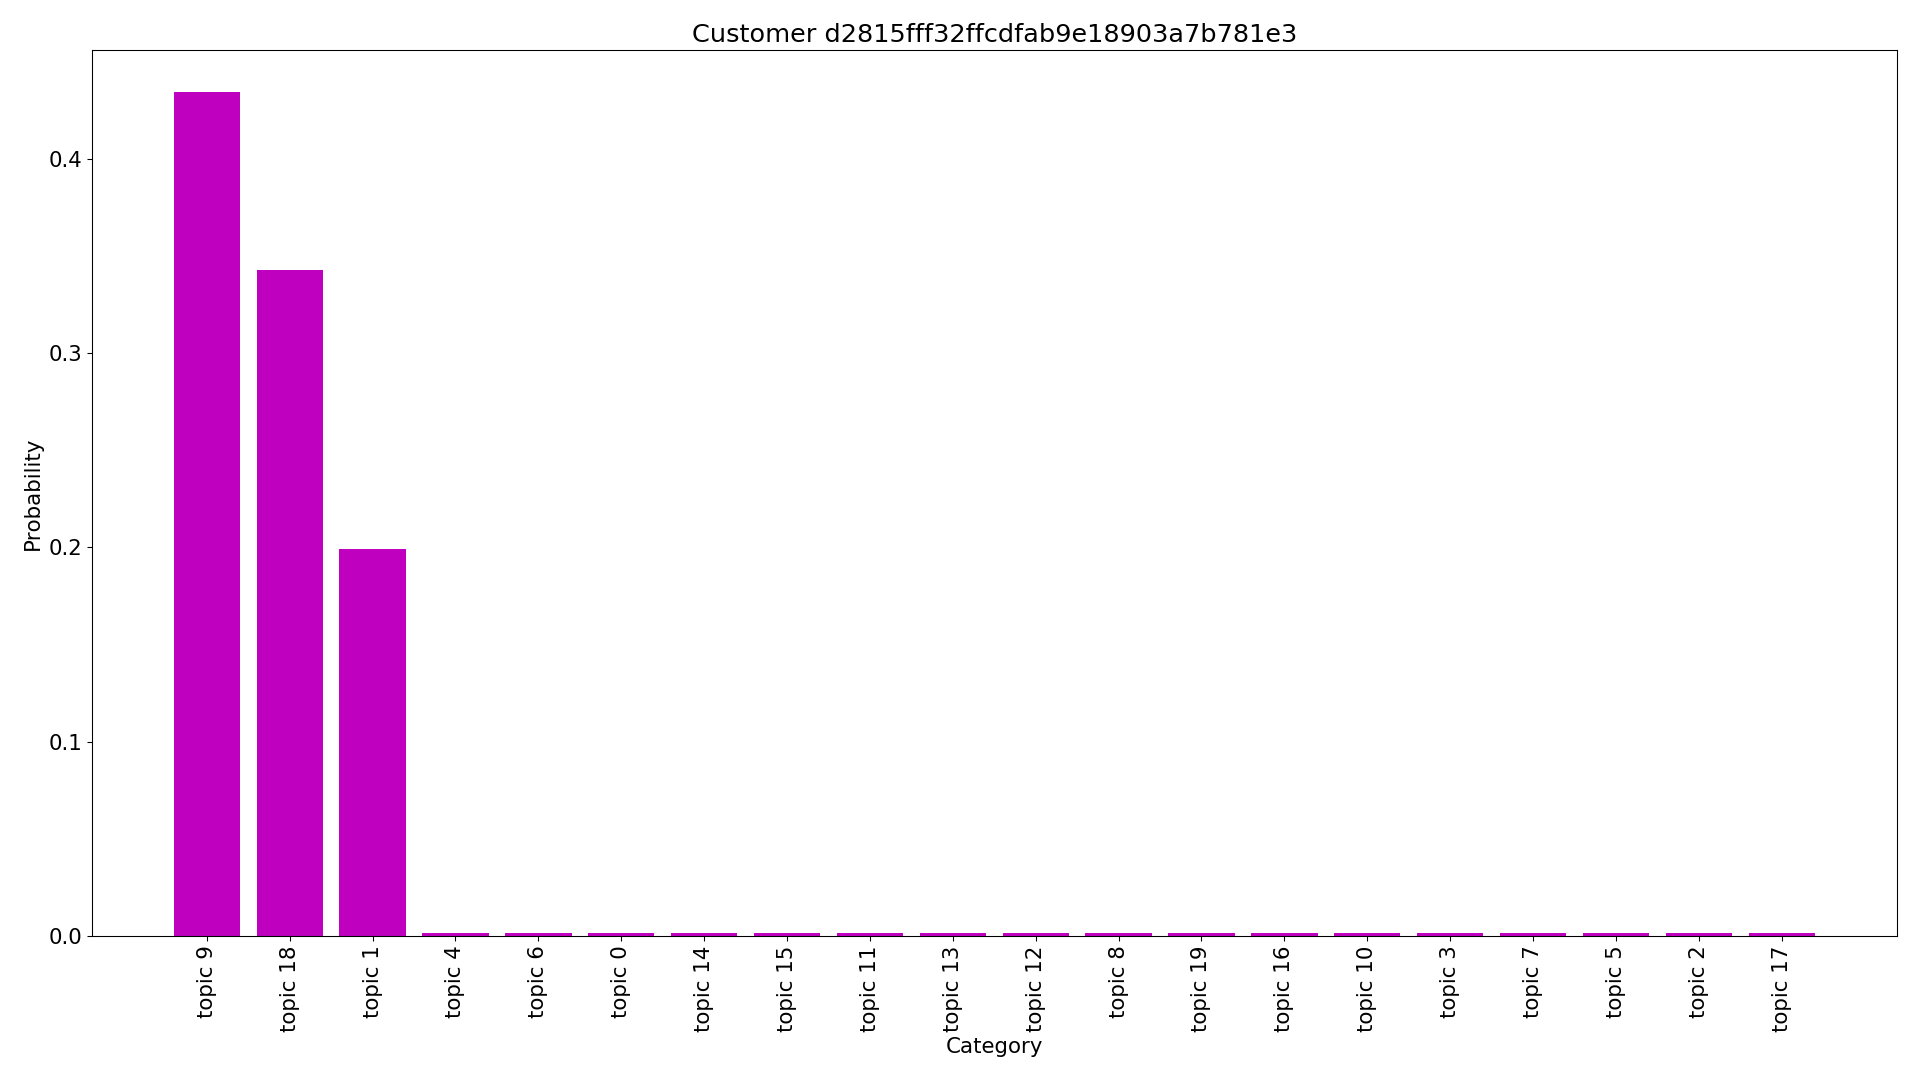 Customer d2815fff32ffcdfab9e18903a7b781e3
Probability
0.4
0.3
0.2
0.1
0.0
topic 9
topic 18
topic 1
topic 4
topic 6
topic 0
topic 14
topic 15
topic 11
topic 13
topic 12
topic 8
topic 19
topic 16
topic 10
topic 3
topic 7
topic 5
topic 2
topic 17
Category